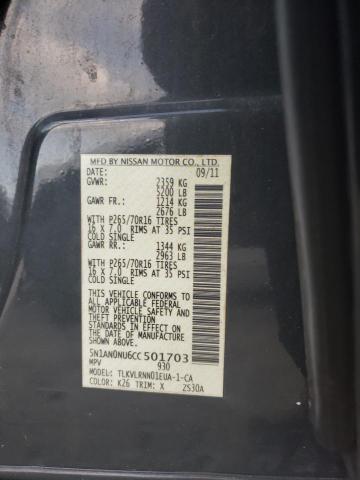 MFD BY NISSAN MOTOR CO., LTD.
DATE: 09/11
GVWR: 2359 KG
5200 LB
GAWR FR.: 1214 KG
2676 LB
WITH P265/70R16 TIRES
16 X 7.0 RIMS AT 35 PSI
COLD SINGLE
GAWR RR.: 1344 KG
2963 LB
WITH P265/70R16 TIRES
16 X 7.0 RIMS AT 35 PSI
COLD SINGLE
THIS VEHICLE CONFORMS TO ALL
APPLICABLE FEDERAL MOTOR
VEHICLE SAFETY STANDARDS IN
EFFECT ON THE DATE OF
MANUFACTURE SHOWN ABOVE.
5N1AN0NU6CC501703
MPV 930
MODEL: TLKVLRNN01EUA-1-CA
COLOR: K26 TRIM: X 2S30A